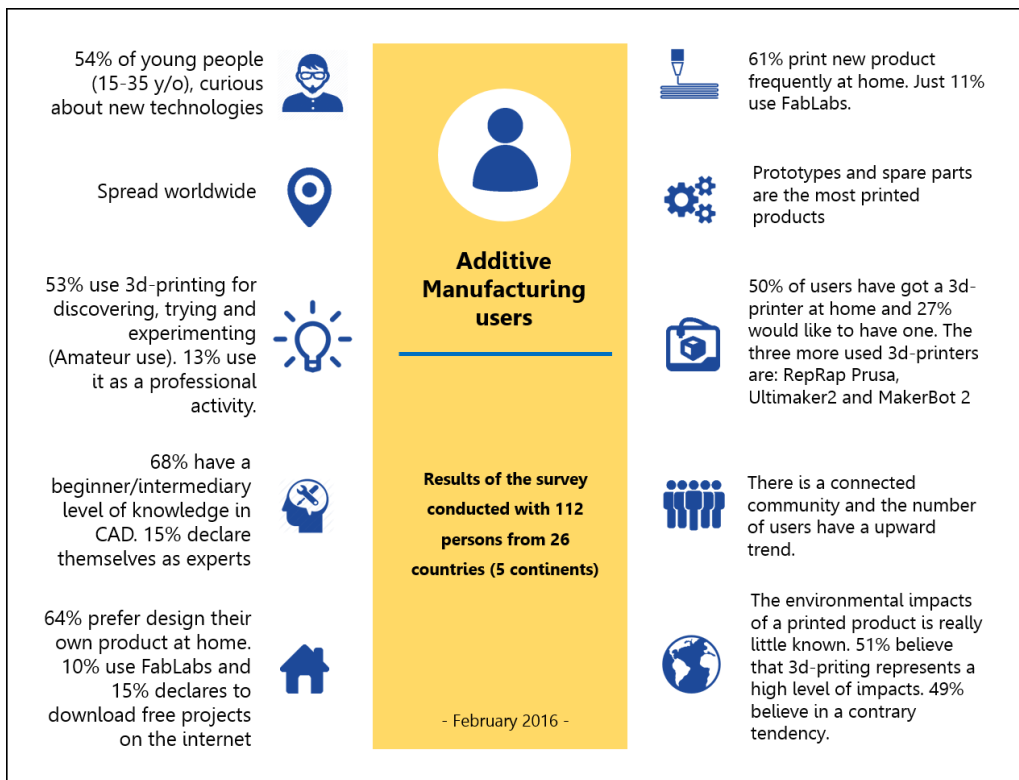 54% of young people
(15-35 y/o), curious
about new technologies
Spread worldwide
53% use 3d-printing for
discovering, trying and
experimenting
(Amateur use). 13% use
it as a professional
activity.
68% have a
beginner/intermediary
level of knowledge in
CAD. 15% declare
themselves as experts
64% prefer design their
own product at home.
10% use FabLabs and
15% declares to
download free projects
on the internet
Additive
Manufacturing
users
Results of the survey
conducted with 112
persons from 26
countries (5 continents)
- February 2016 -
61% print new product
frequently at home. Just 11%
use FabLabs.
Prototypes and spare parts
are the most printed
products
50% of users have got a 3d-
printer at home and 27%
would like to have one. The
three more used 3d-printers
are: RepRap Prusa,
Ultimaker2 and MakerBot 2
There is a connected
community and the number
of users have a upward
trend.
The environmental impacts
of a printed product is really
little known. 51% believe
that 3d-priting represents a
high level of impacts. 49%
believe in a contrary
tendency.